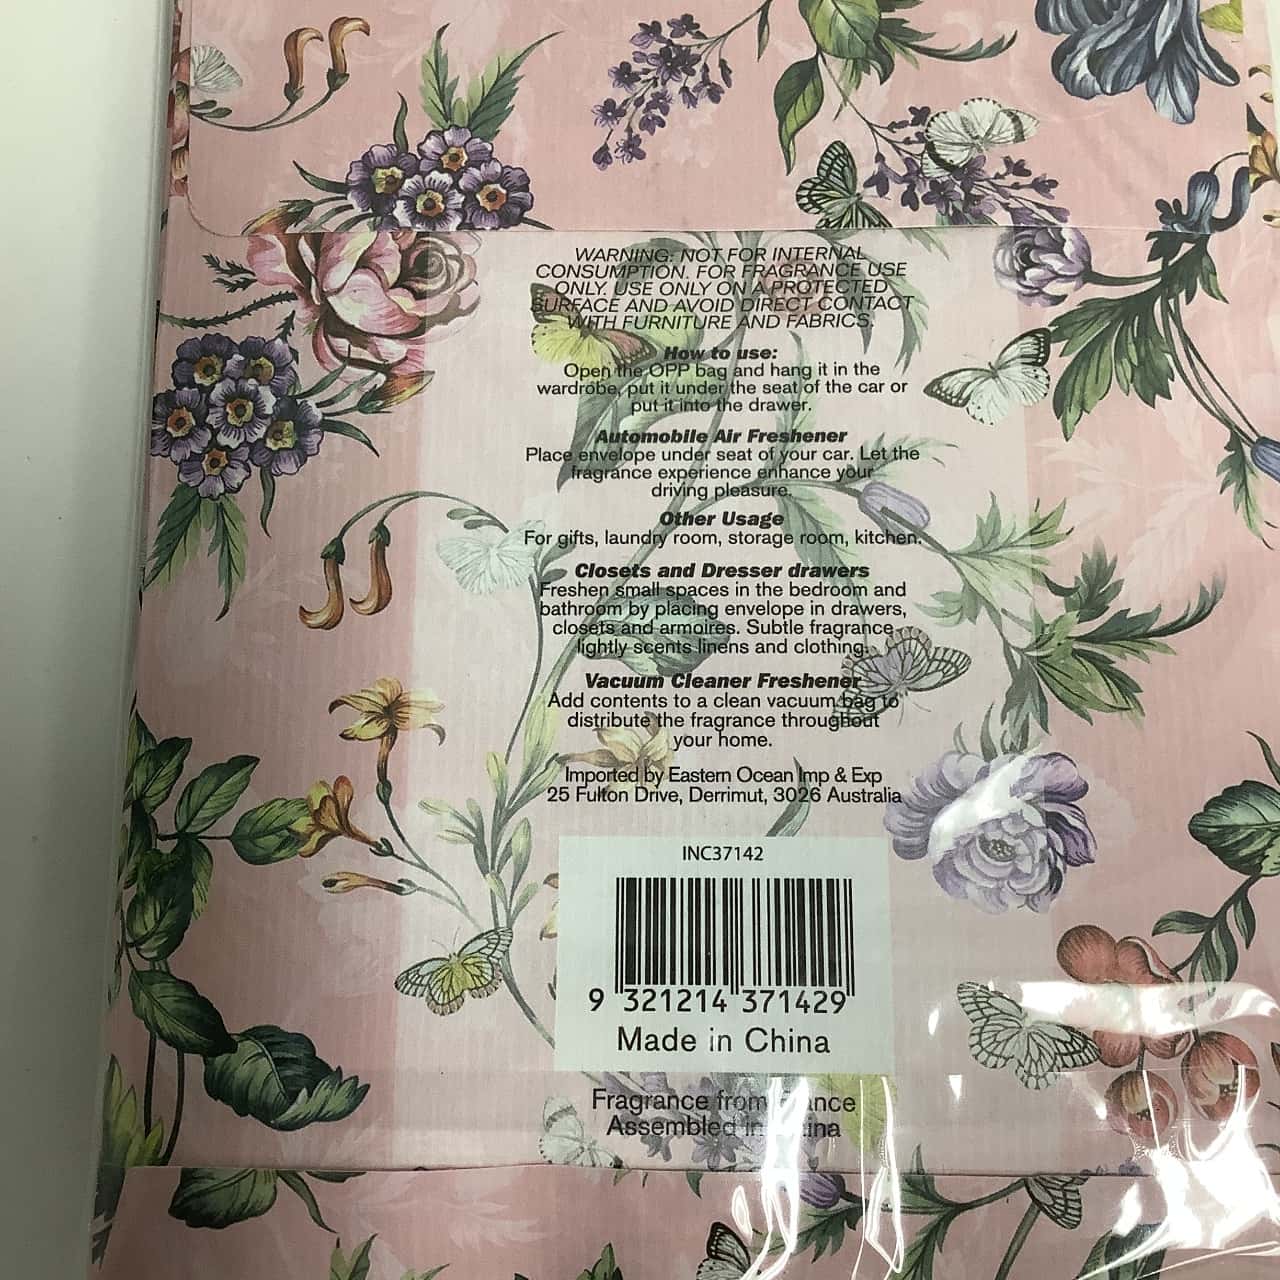 WARNING: NOT FOR INTERNAL
CONSUMPTION. FOR FRAGRANCE USE
ONLY. USE ONLY ON A PROTECTED
SURFACE AND AVOID DIRECT CONTACT
WITH FURNITURE AND FABRICS.
How to use:
Open the OPP bag and hang it in the
wardrobe, put it under the seat of the car or
put it into the drawer.
Automobile Air Freshener
Place envelope under seat of your car. Let the
fragrance experience enhance your
driving pleasure.
Other Usage
For gifts, laundry room, storage room, kitchen.
Closets and Dresser drawers
Freshen small spaces in the bedroom and
bathroom by placing envelope in drawers,
closets and armoires. Subtle fragrance
lightly scents linens and clothing.
Vacuum Cleaner Freshener
Add contents to a clean vacuum bag to
distribute the fragrance throughout
your home.
Imported by Eastern Ocean Imp & Exp
25 Fulton Drive, Derrimut, 3026 Australia
INC37142
9 321214 371429
Made in China
Fragrance from
Assembled in